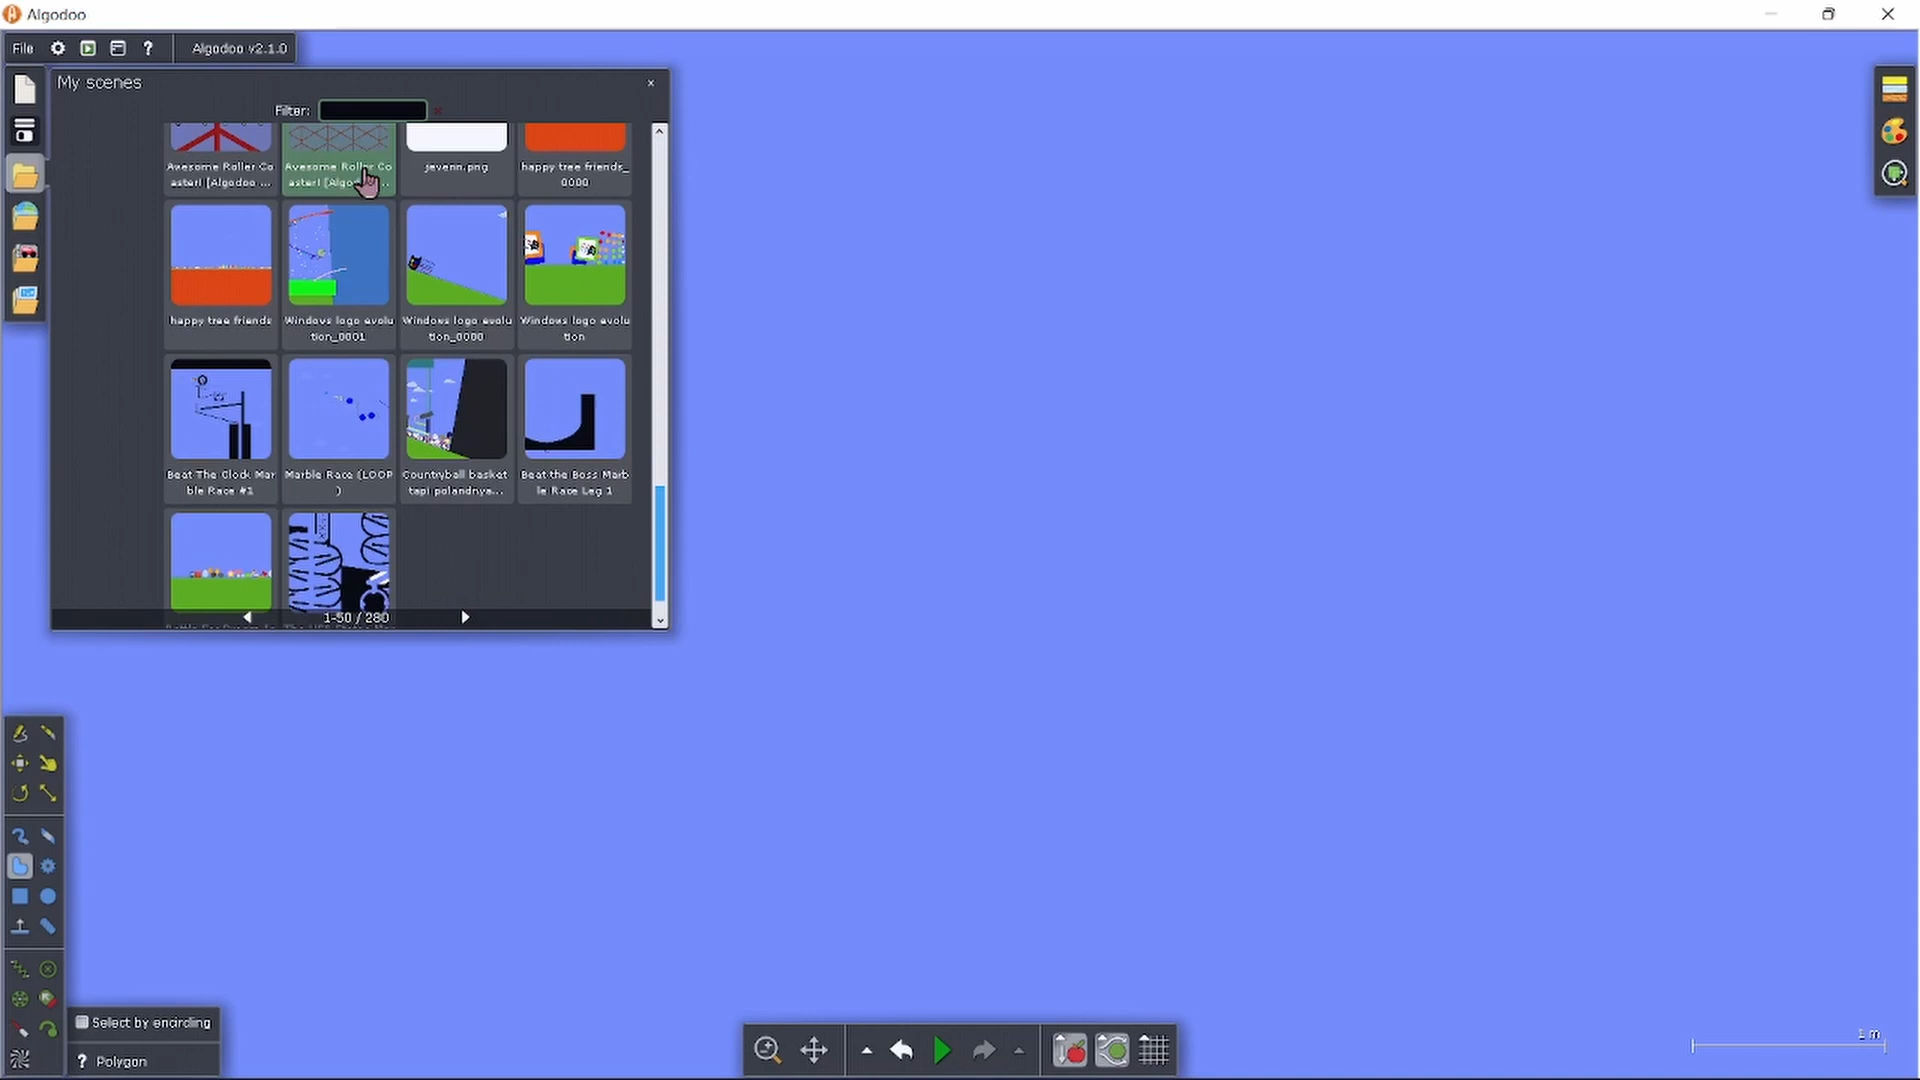 Algodoo
File
?
Algodoo v2.1.0
My scenes
Filter:
Awesome Roller Co
aster! [Algodoo ...
Awesome Roller Co
jevenn.png
happy tree friends_
0000
happy tree friends
Windows logo evolu
tion_0001
Windows logo evolu
tion_0000
Windows logo evolu
tion
Beat The Clock Mar
ble Race #1
Marble Race (LOOP
)
Countryball basket
tapi polandnya...
Beat the Boss Marb
le Race Leg 1
1-50 / 280
Select by encircling
? Polygon
1 m